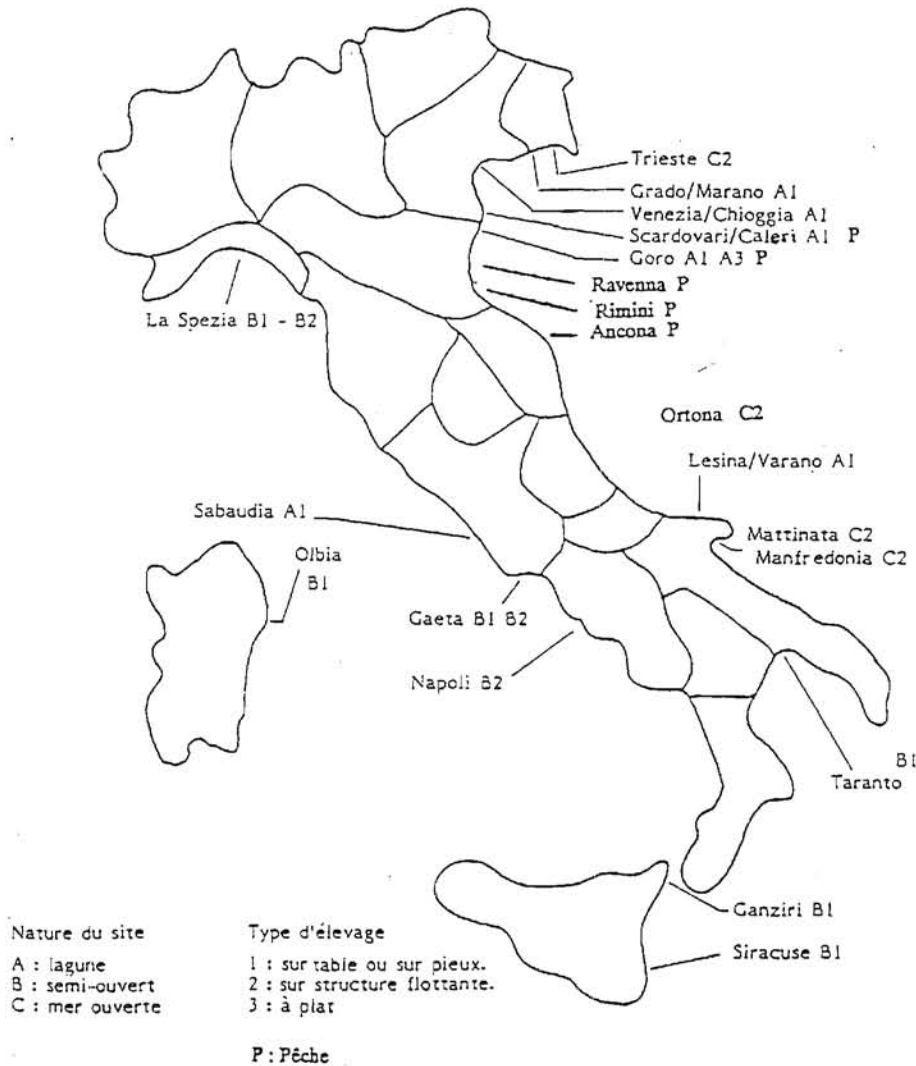 Trieste C2
Grado/Marano A1
Venezia/Chioggia A1
Scardovari/Caleri A1 P
Goro A1 A3 P
Ravenna P
Rimini P
Ancona P
La Spezia B1 - B2
Ortona C2
Lesina/Varano A1
Sabaudia A1
Mattinata C2
Manfredonia C2
Olbia
B1
Gaeta B1 B2
Napoli B2
B1
Taranto
Ganziri B1
Siracuse B1
Nature du site
A : lagune
B : semi-ouvert
C : mer ouverte
Type d'élevage
1 : sur table ou sur pieux.
2 : sur structure flottante.
3 : à plat
P : Pêche